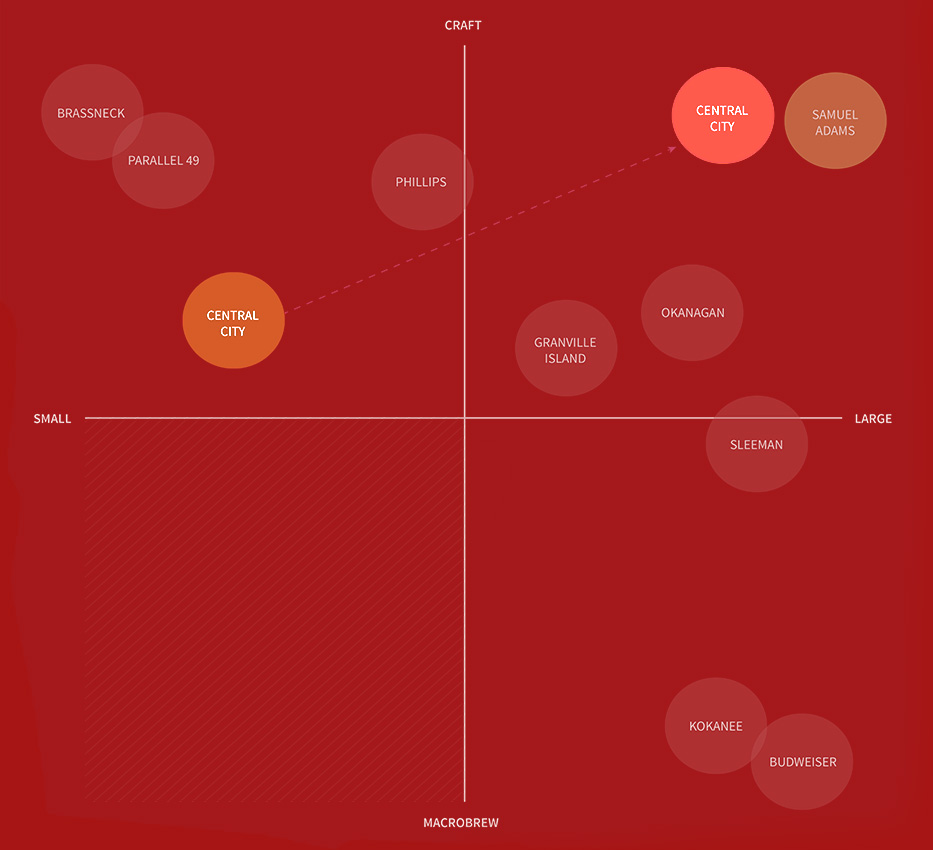 CRAFT
BRASSNECK
PARALLEL 49
PHILLIPS
CENTRAL
CITY
SAMUEL
ADAMS
CENTRAL
CITY
GRANVILLE
ISLAND
OKANAGAN
SMALL
LARGE
SLEEMAN
KOKANEE
BUDWEISER
MACROBREW